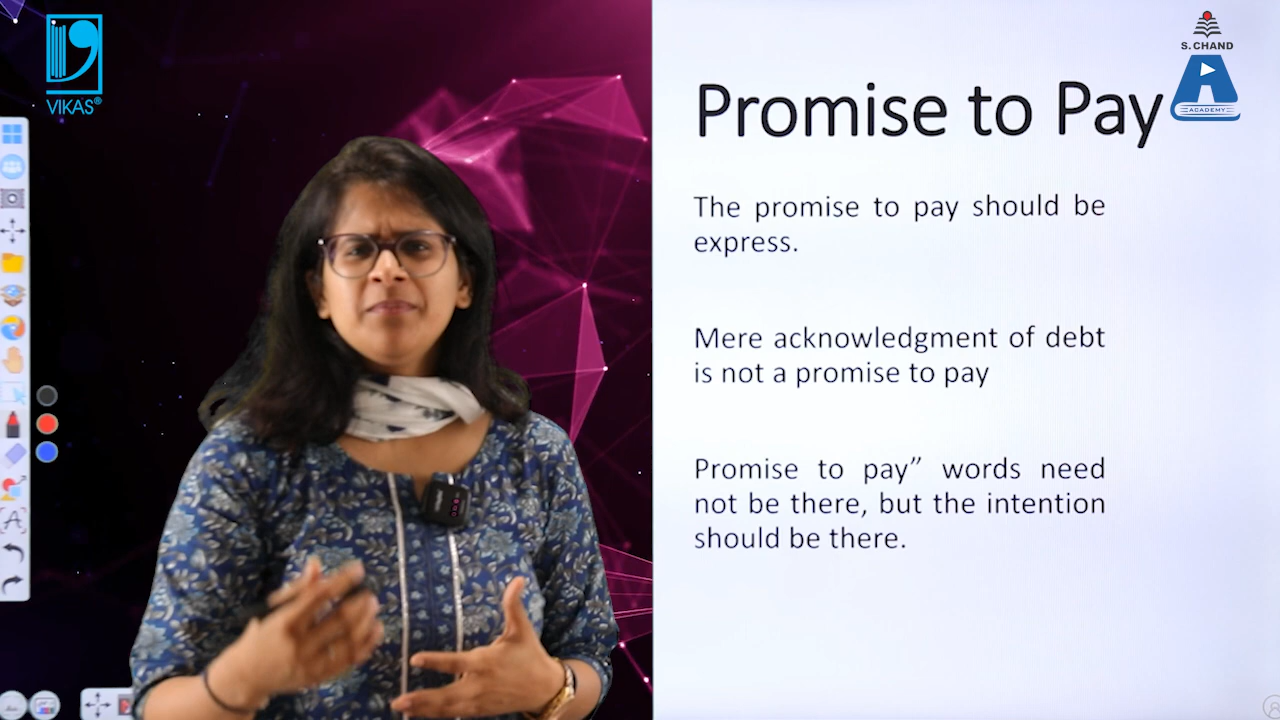 VIKAS®
S. CHAND
ACADEMY
Promise to Pay
The promise to pay should be
express.
Mere acknowledgment of debt
is not a promise to pay
Promise to pay” words need
not be there, but the intention
should be there.